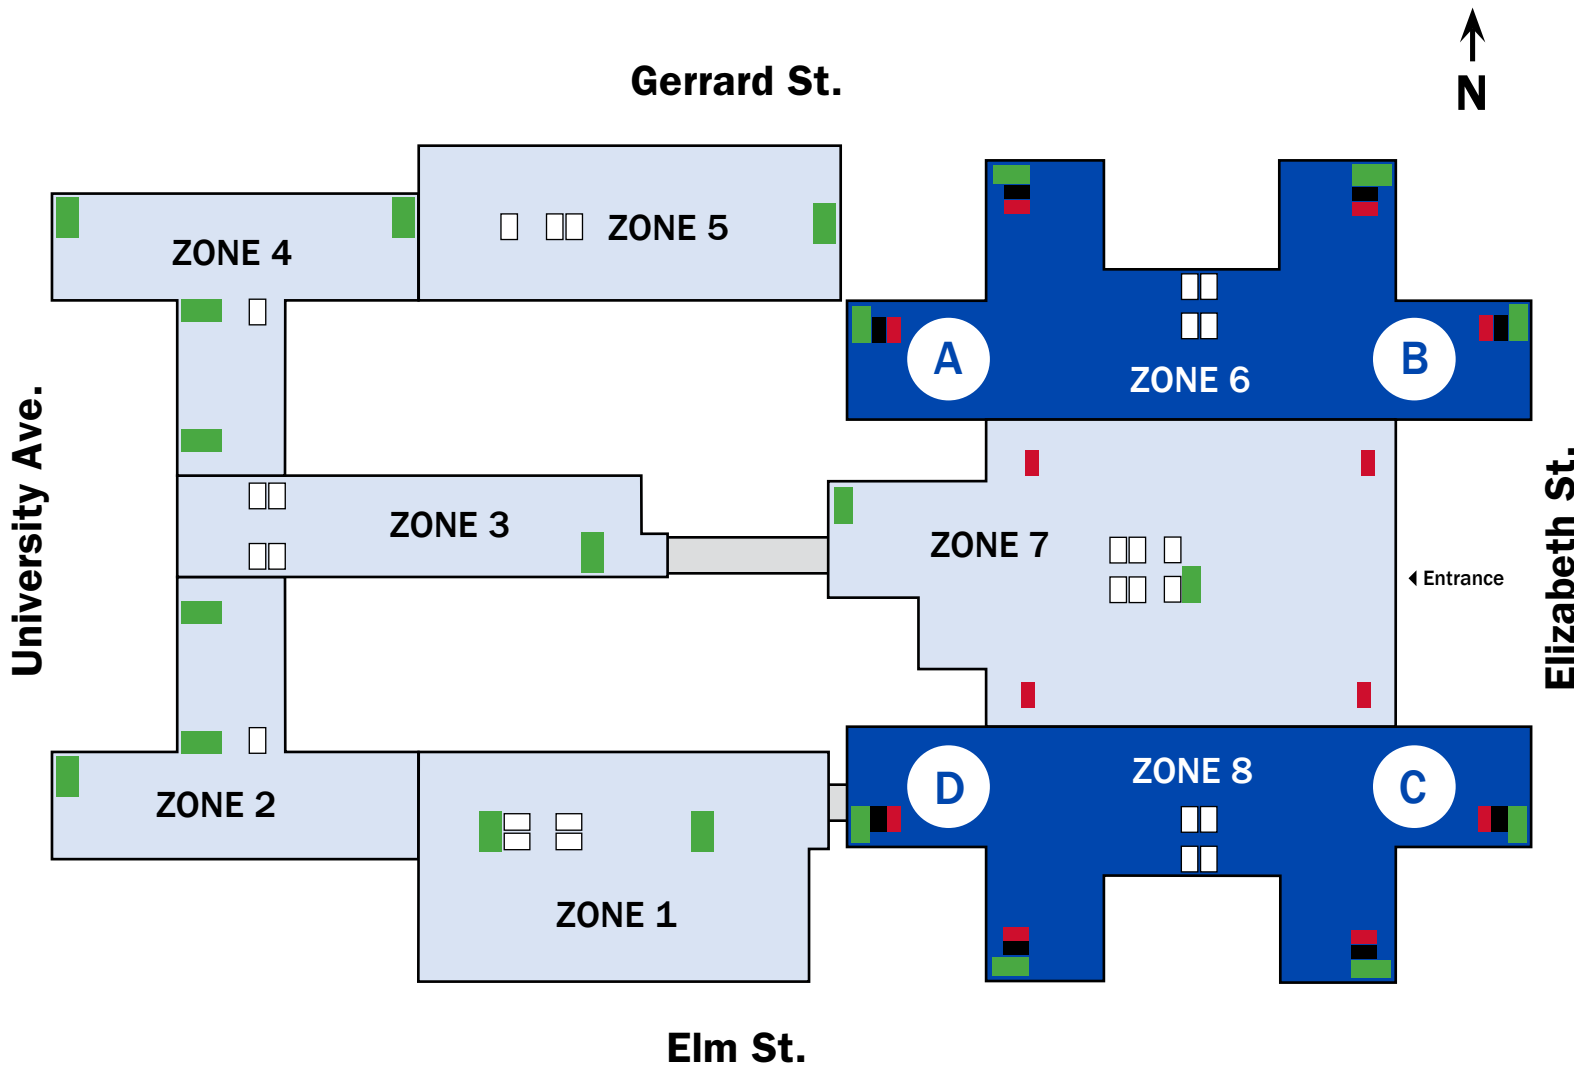 N
Gerrard St.
ZONE 4
ZONE 5
A
ZONE 6
B
University Ave.
ZONE 3
ZONE 7
Entrance
Elizabeth St.
ZONE 2
ZONE 1
D
ZONE 8
C
Elm St.